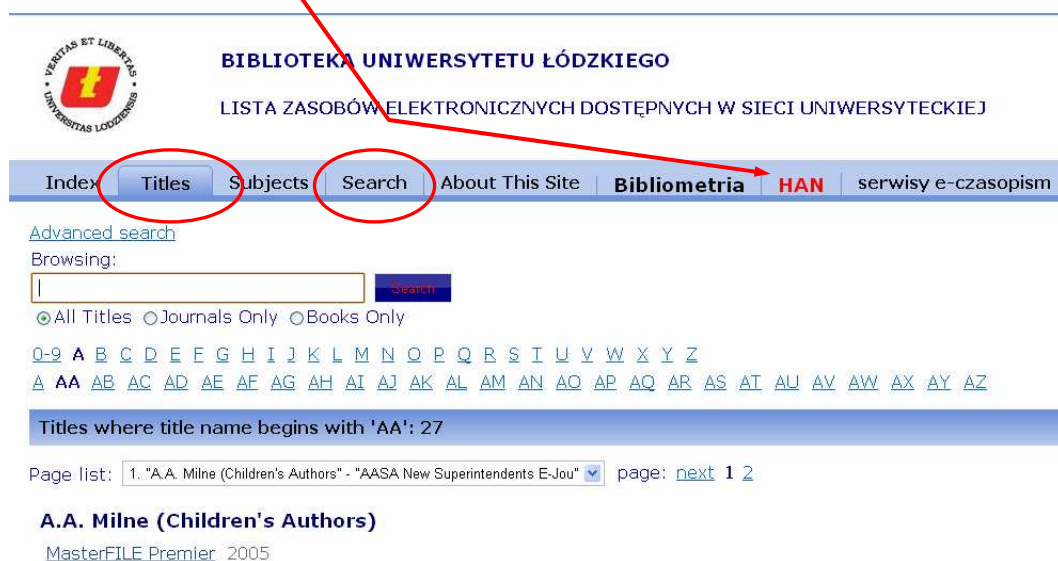 VERITAS ET LIBERTAS
UNIVERSITAS LODZIENSIS
BIBLIOTEKA UNIWERSYTETU ŁÓDZKIEGO
LISTA ZASOBÓW ELEKTRONICZNYCH DOSTĘPNYCH W SIECI UNIWERSYTECKIEJ
Index Titles Subjects Search About This Site Bibliometria HAN serwisy e-czasopism
Advanced search
Browsing:
Search
All Titles Journals Only Books Only
0-9 A B C D E F G H I J K L M N O P Q R S T U V W X Y Z
A AA AB AC AD AE AF AG AH AI AJ AK AL AM AN AO AP AQ AR AS AT AU AV AW AX AY AZ
Titles where title name begins with 'AA': 27
Page list: 1. "A.A. Milne (Children's Authors" - "AASA New Superintendents E-Jou" page: next 1 2
A.A. Milne (Children's Authors)
MasterFILE Premier 2005